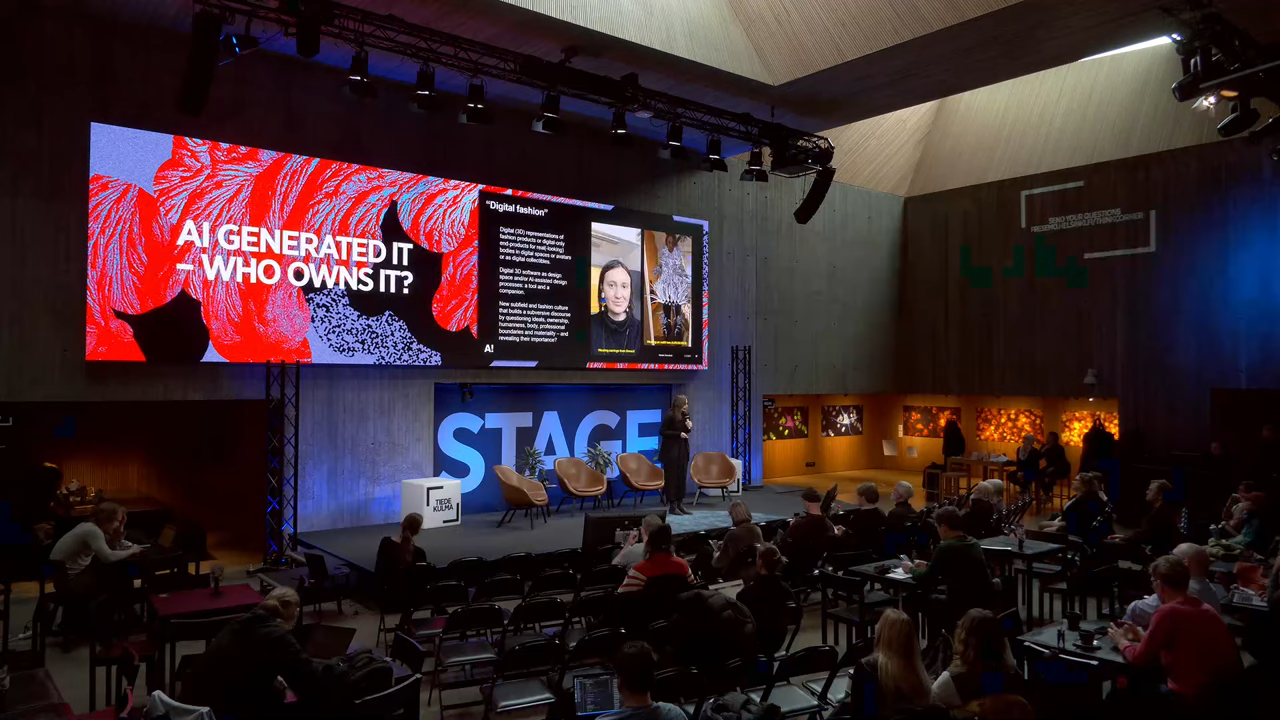 AI GENERATED IT
– WHO OWNS IT?
“Digital fashion”
Digital (3D) representations of
fashion products or digital-only
end-products for real(-looking)
bodies in digital spaces or avatars
or as digital collectibles.
Digital 3D software as design
space and/or AI-assisted design
processes: a tool and a
companion.
New subfield and fashion culture
that builds a subversive discourse
by questioning ideals, ownership,
humanness, body, professional
boundaries and materiality – and
revealing their importance?
A!
SEND YOUR QUESTIONS
STAGE
TIEDE
KULMA